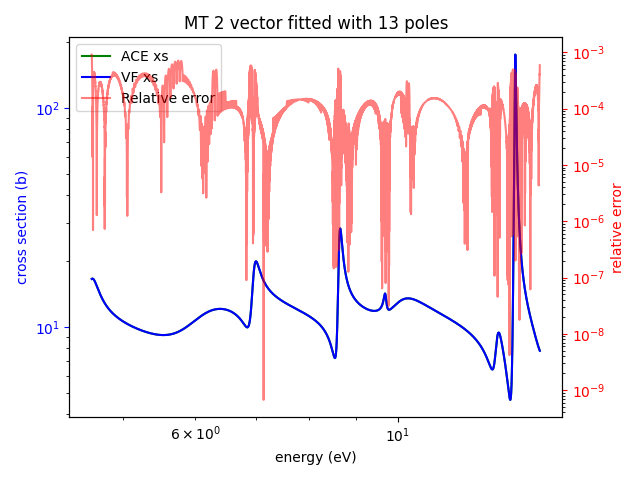 MT 2 vector fitted with 13 poles
ACE xs
VF xs
Relative error
cross section (b)
10²
10¹
10⁻³
10⁻⁴
10⁻⁵
10⁻⁶
10⁻⁷
10⁻⁸
10⁻⁹
relative error
6 × 10⁰
10¹
energy (eV)